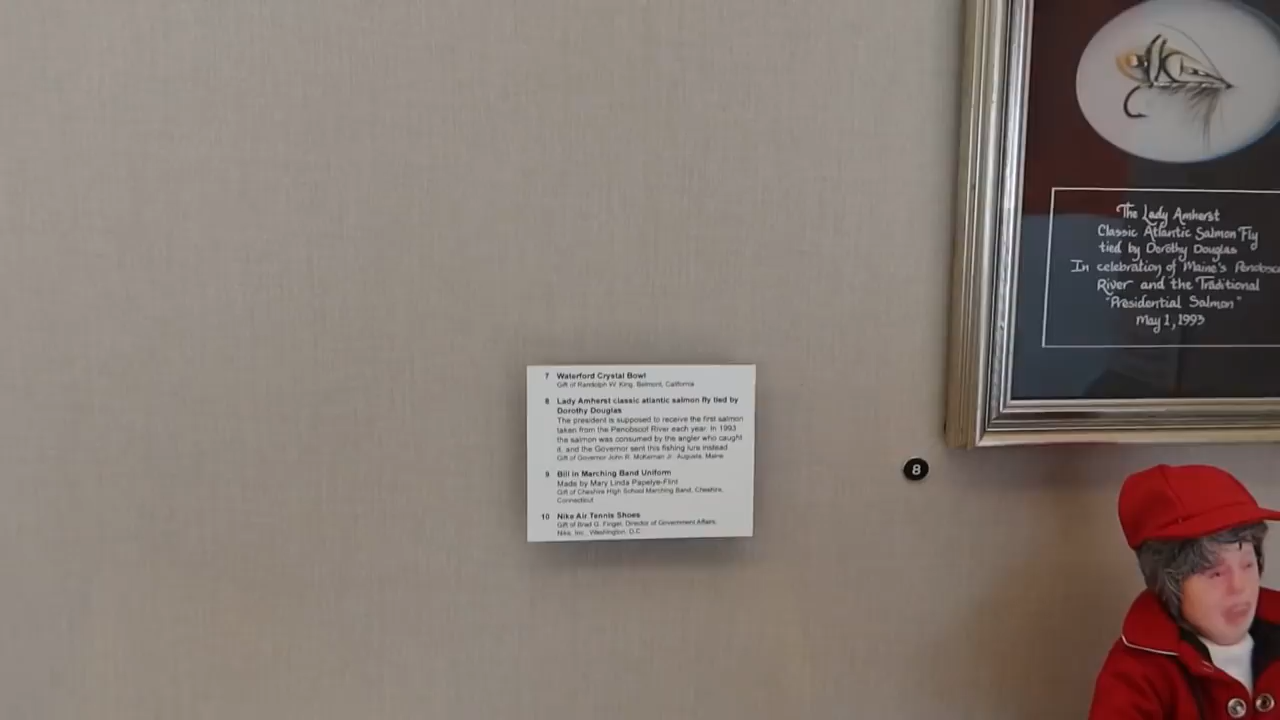 7 Waterford Crystal Bowl
Gift of Randolph W. King, Belmont, California
8 Lady Amherst classic atlantic salmon fly tied by
Dorothy Douglas
The president is supposed to receive the first salmon
taken from the Penobscot River each year. In 1993
the salmon was consumed by the angler who caught
it, and the Governor sent this fishing lure instead
Gift of Governor John R. McKernan Jr. Augusta, Maine
9 Bill in Marching Band Uniform
Made by Mary Linda Papelye-Flint
Gift of Cheshire High School Marching Band, Cheshire,
Connecticut
10 Nike Air Tennis Shoes
Gift of Brad G. Finger, Director of Government Affairs,
Nike, Inc., Washington, D.C.
8
The Lady Amherst
Classic Atlantic Salmon Fly
tied by Dorothy Douglas
In celebration of Maine's Penobsc
River and the Traditional
"Presidential Salmon"
May 1, 1993